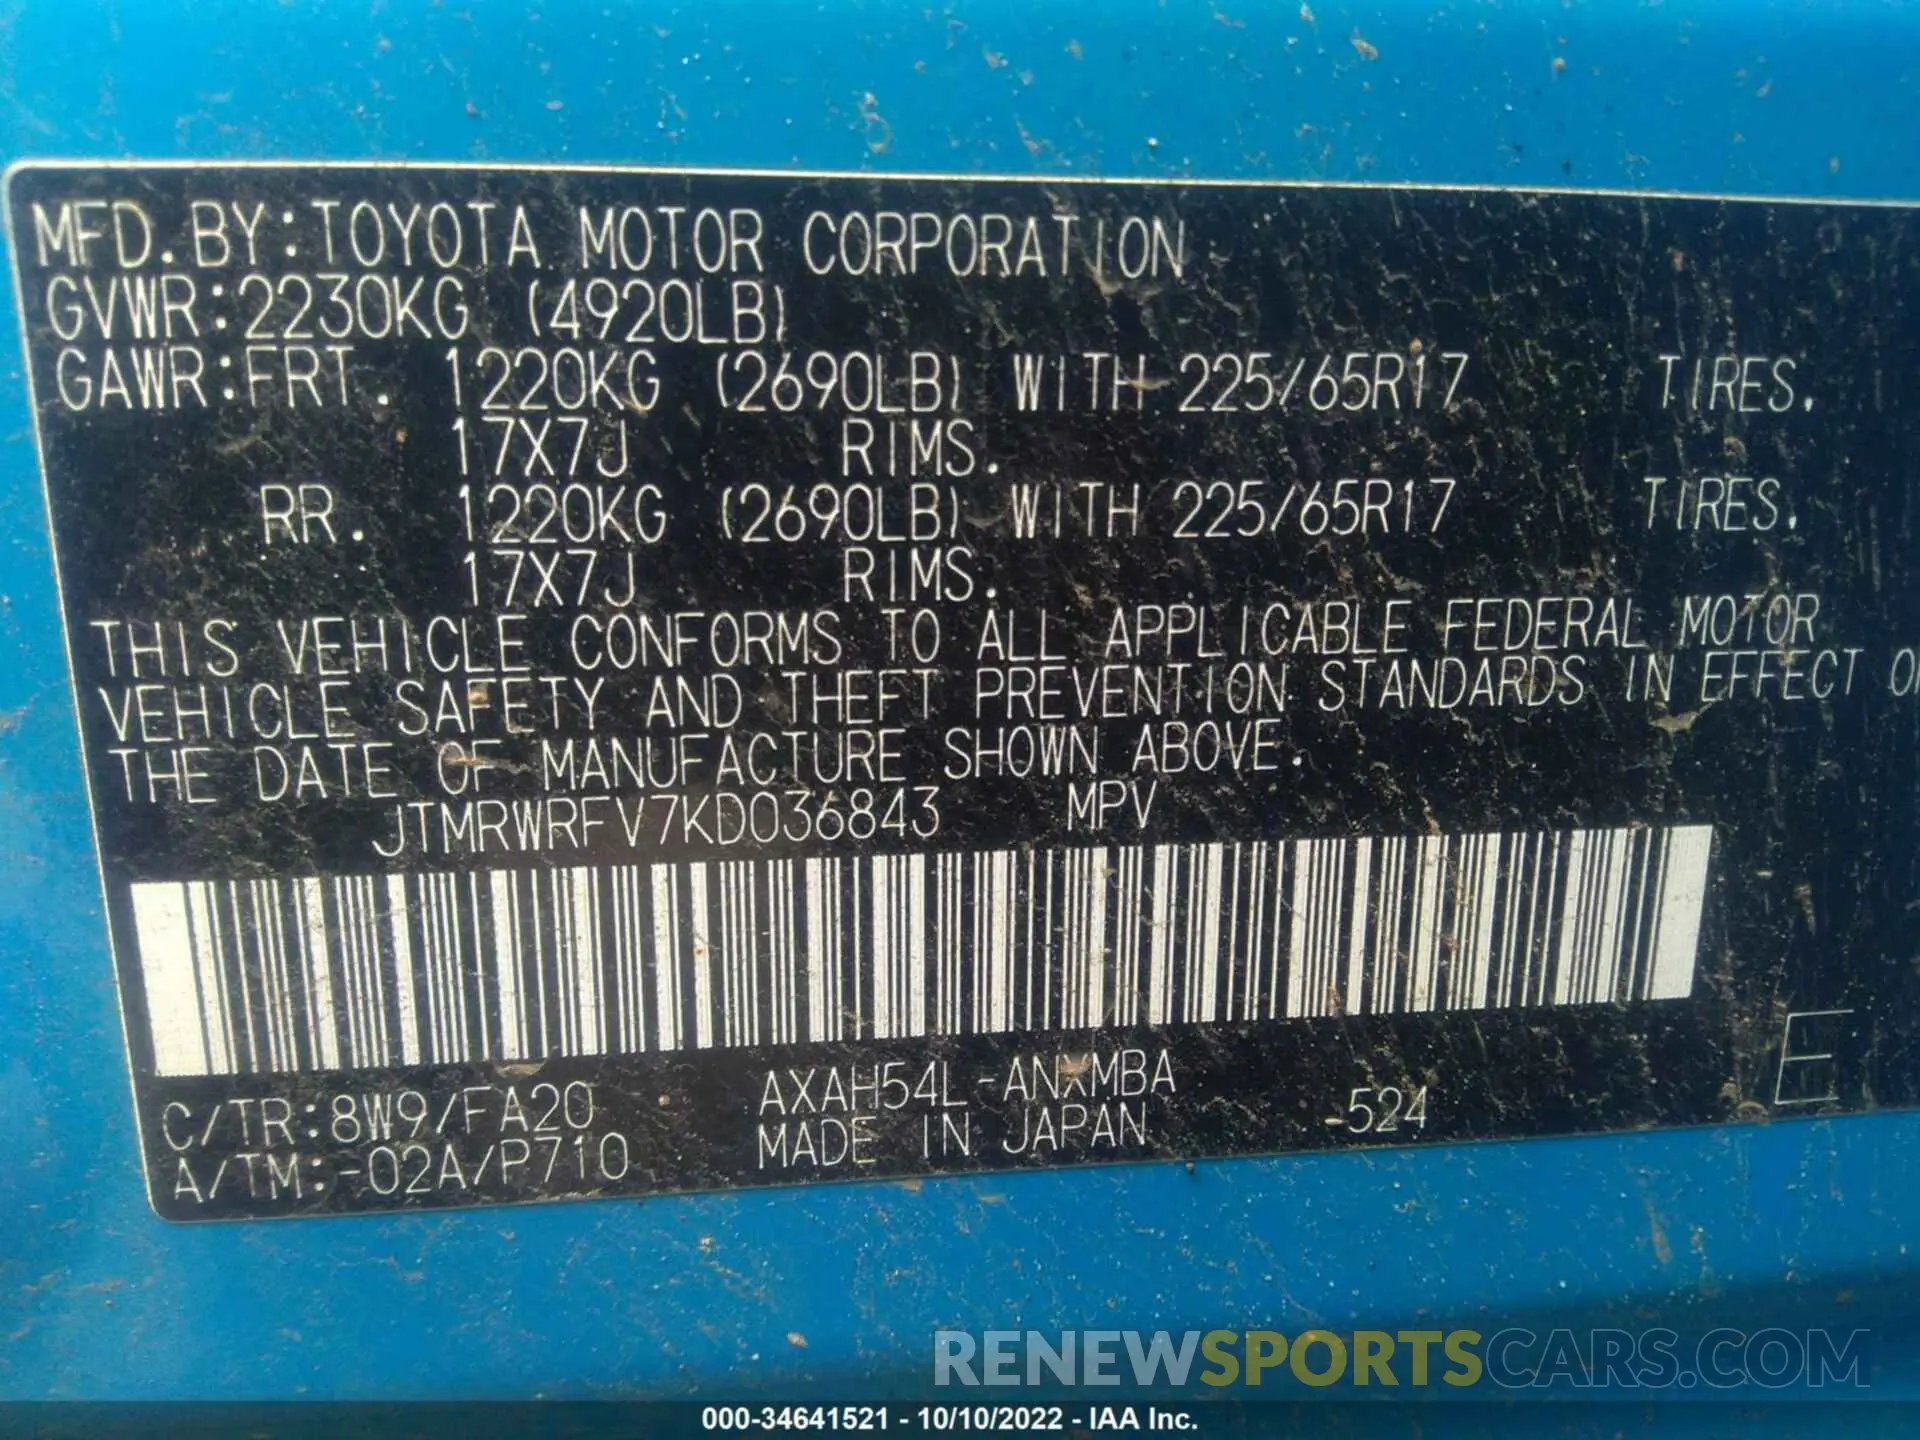 MFD.BY:TOYOTA MOTOR CORPORATION
GVWR:2230KG (4920LB)
GAWR:FRT. 1220KG (2690LB) WITH 225/65R17 TIRES,
17X7J RIMS.
RR. 1220KG (2690LB) WITH 225/65R17 TIRES,
17X7J RIMS.
THIS VEHICLE CONFORMS TO ALL APPLICABLE FEDERAL MOTOR
VEHICLE SAFETY AND THEFT PREVENTION STANDARDS IN EFFECT
THE DATE OF MANUFACTURE SHOWN ABOVE.
JTMRWRFV7KD036843 MPV
C/TR:8W9/FA20 AXAH54L-ANXMBA
A/TM:-02A/P710 MADE IN JAPAN -524 E
RENEWSPORTSCARS.COM
000-34641521 - 10/10/2022 - IAA Inc.